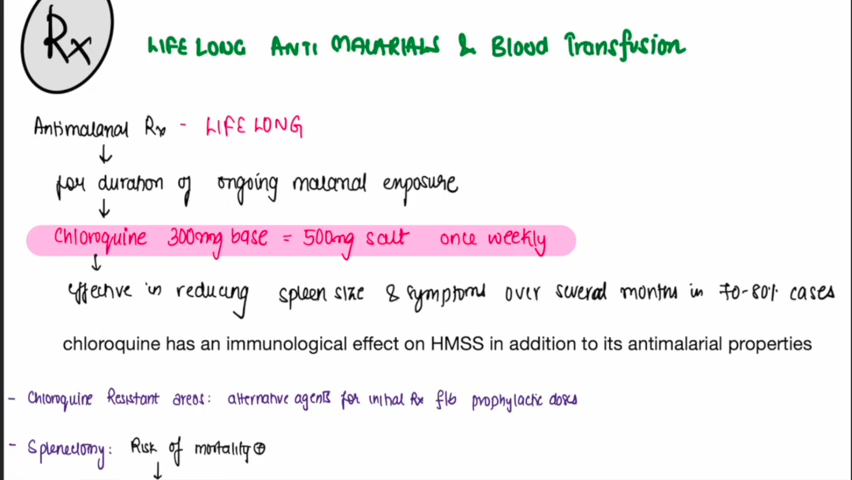 Rx
LIFE LONG ANTI MALARIALS & Blood Transfusion
Antimalarial Rx - LIFE LONG
↓
for duration of ongoing malarial exposure
↓
Chloroquine 300mg base = 500mg salt once weekly
↓
effective in reducing spleen size & symptoms over several months in 70-80% cases
chloroquine has an immunological effect on HMSS in addition to its antimalarial properties
- Chloroquine Resistant areas: alternative agents for initial Rx f/b prophylactic doses
- Splenectomy: Risk of mortality ⊕
↓